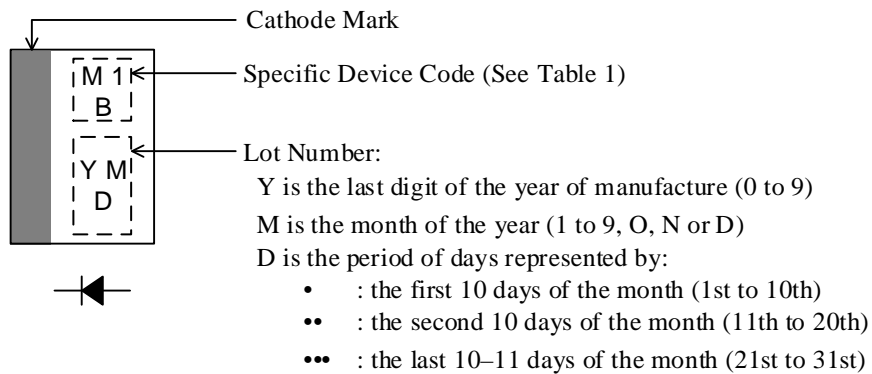 Cathode Mark
M 1
B
Specific Device Code (See Table 1)
Y M
D
Lot Number:
Y is the last digit of the year of manufacture (0 to 9)
M is the month of the year (1 to 9, O, N or D)
D is the period of days represented by:
• : the first 10 days of the month (1st to 10th)
•• : the second 10 days of the month (11th to 20th)
••• : the last 10–11 days of the month (21st to 31st)